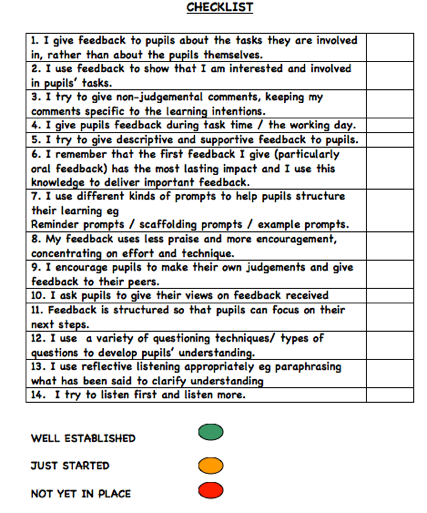 CHECKLIST
1. I give feedback to pupils about the tasks they are involved
in, rather than about the pupils themselves.
2. I use feedback to show that I am interested and involved
in pupils' tasks.
3. I try to give non-judgemental comments, keeping my
comments specific to the learning intentions.
4. I give pupils feedback during task time / the working day.
5. I try to give descriptive and supportive feedback to pupils.
6. I remember that the first feedback I give (particularly
oral feedback) has the most lasting impact and I use this
knowledge to deliver important feedback.
7. I use different kinds of prompts to help pupils structure
their learning eg
Reminder prompts / scaffolding prompts / example prompts.
8. My feedback uses less praise and more encouragement,
concentrating on effort and technique.
9. I encourage pupils to make their own judgements and give
feedback to their peers.
10. I ask pupils to give their views on feedback received
11. Feedback is structured so that pupils can focus on their
next steps.
12. I use a variety of questioning techniques/ types of
questions to develop pupils' understanding.
13. I use reflective listening appropriately eg paraphrasing
what has been said to clarify understanding
14. I try to listen first and listen more.
WELL ESTABLISHED
JUST STARTED
NOT YET IN PLACE